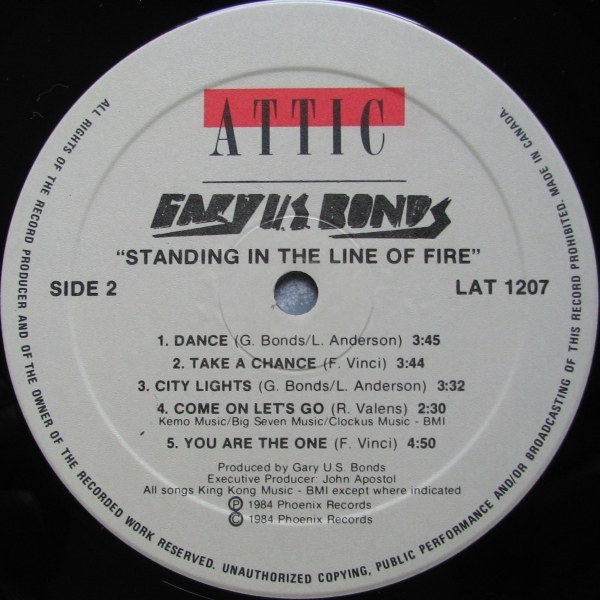 ATTIC
GARY U.S. BONDS
"STANDING IN THE LINE OF FIRE"
SIDE 2
LAT 1207
1. DANCE (G. Bonds/L. Anderson) 3:45
2. TAKE A CHANCE (F. Vinci) 3:44
3. CITY LIGHTS (G. Bonds/L. Anderson) 3:32
4. COME ON LET'S GO (R. Valens) 2:30
Kemo Music/Big Seven Music/Clockus Music - BMI
5. YOU ARE THE ONE (F. Vinci) 4:50
Produced by Gary U.S. Bonds
Executive Producer: John Apostol
All songs King Kong Music - BMI except where indicated
℗ 1984 Phoenix Records
© 1984 Phoenix Records
ALL RIGHTS OF THE RECORD PRODUCER AND OF THE OWNER OF THE RECORDED WORK RESERVED. UNAUTHORIZED COPYING, PUBLIC PERFORMANCE AND/OR BROADCASTING OF THIS RECORD PROHIBITED. MADE IN CANADA.